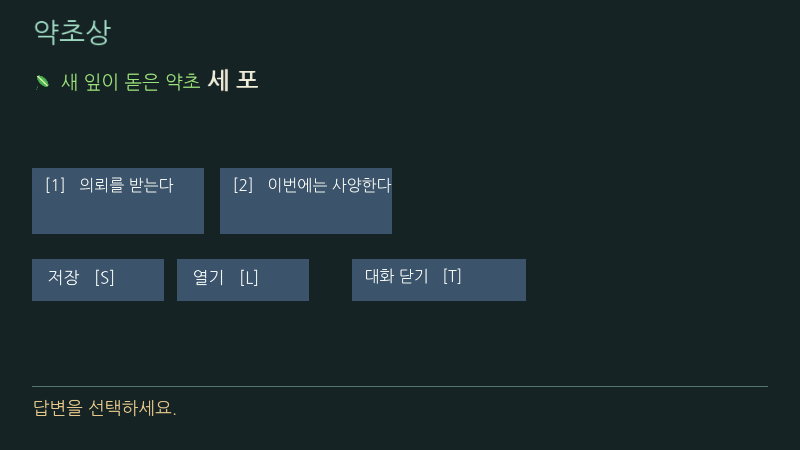 약초상
새 잎이 돋은 약초 세 포
[1] 의뢰를 받는다 [2] 이번에는 사양한다
저장 [S] 열기 [L] 대화 닫기 [T]
답변을 선택하세요.